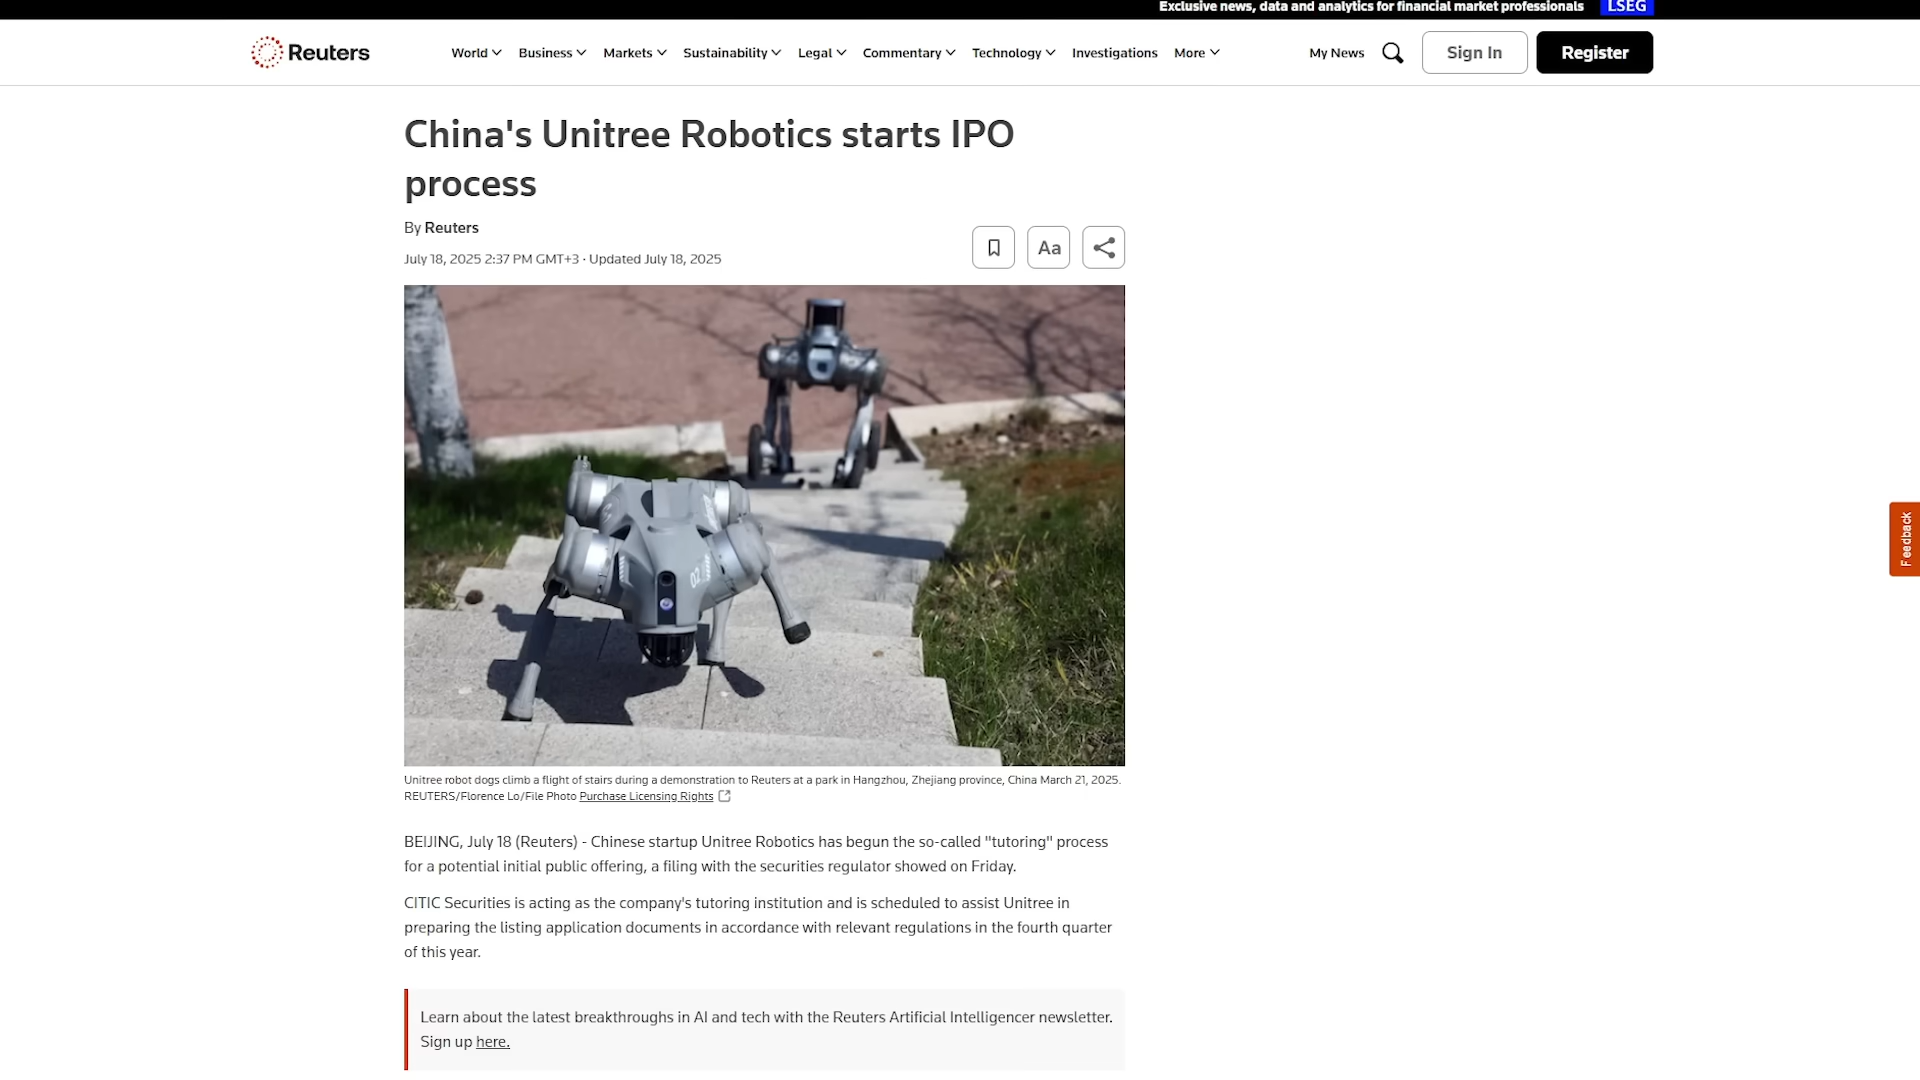 Exclusive news, data and analytics for financial market professionals LSEG
Reuters World Business Markets Sustainability Legal Commentary Technology Investigations More My News Sign In Register
China's Unitree Robotics starts IPO
process
By Reuters
July 18, 2025 2:37 PM GMT+3 · Updated July 18, 2025
Aa
02
Feedback
Unitree robot dogs climb a flight of stairs during a demonstration to Reuters at a park in Hangzhou, Zhejiang province, China March 21, 2025.
REUTERS/Florence Lo/File Photo Purchase Licensing Rights
BEIJING, July 18 (Reuters) - Chinese startup Unitree Robotics has begun the so-called "tutoring" process
for a potential initial public offering, a filing with the securities regulator showed on Friday.
CITIC Securities is acting as the company's tutoring institution and is scheduled to assist Unitree in
preparing the listing application documents in accordance with relevant regulations in the fourth quarter
of this year.
Learn about the latest breakthroughs in AI and tech with the Reuters Artificial Intelligencer newsletter.
Sign up here.